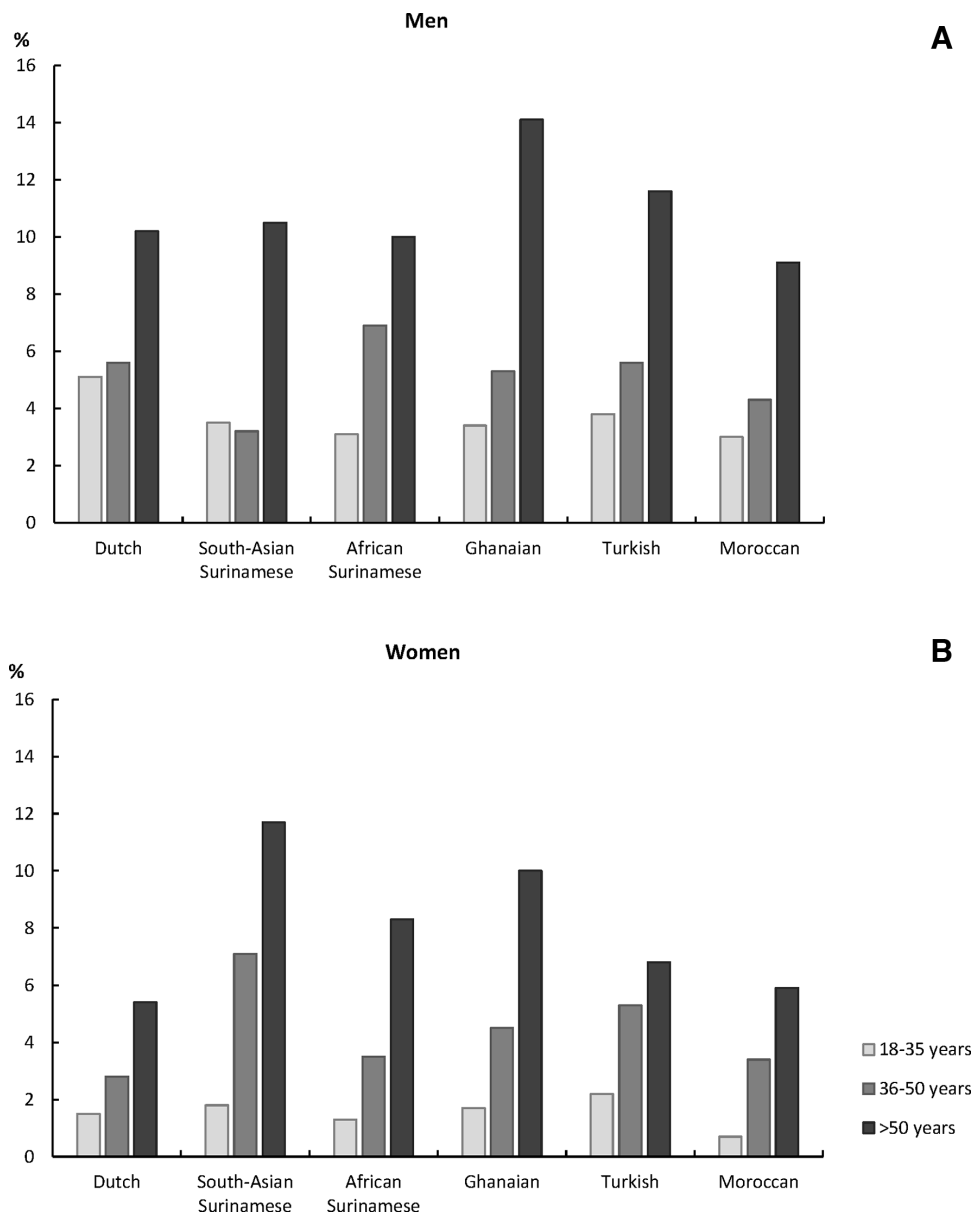 Men
A
%
16
14
12
10
8
6
4
2
0
Dutch
South-Asian
Surinamese
African
Surinamese
Ghanaian
Turkish
Moroccan
Women
B
%
16
14
12
10
8
6
4
2
0
Dutch
South-Asian
Surinamese
African
Surinamese
Ghanaian
Turkish
Moroccan
18-35 years
36-50 years
>50 years